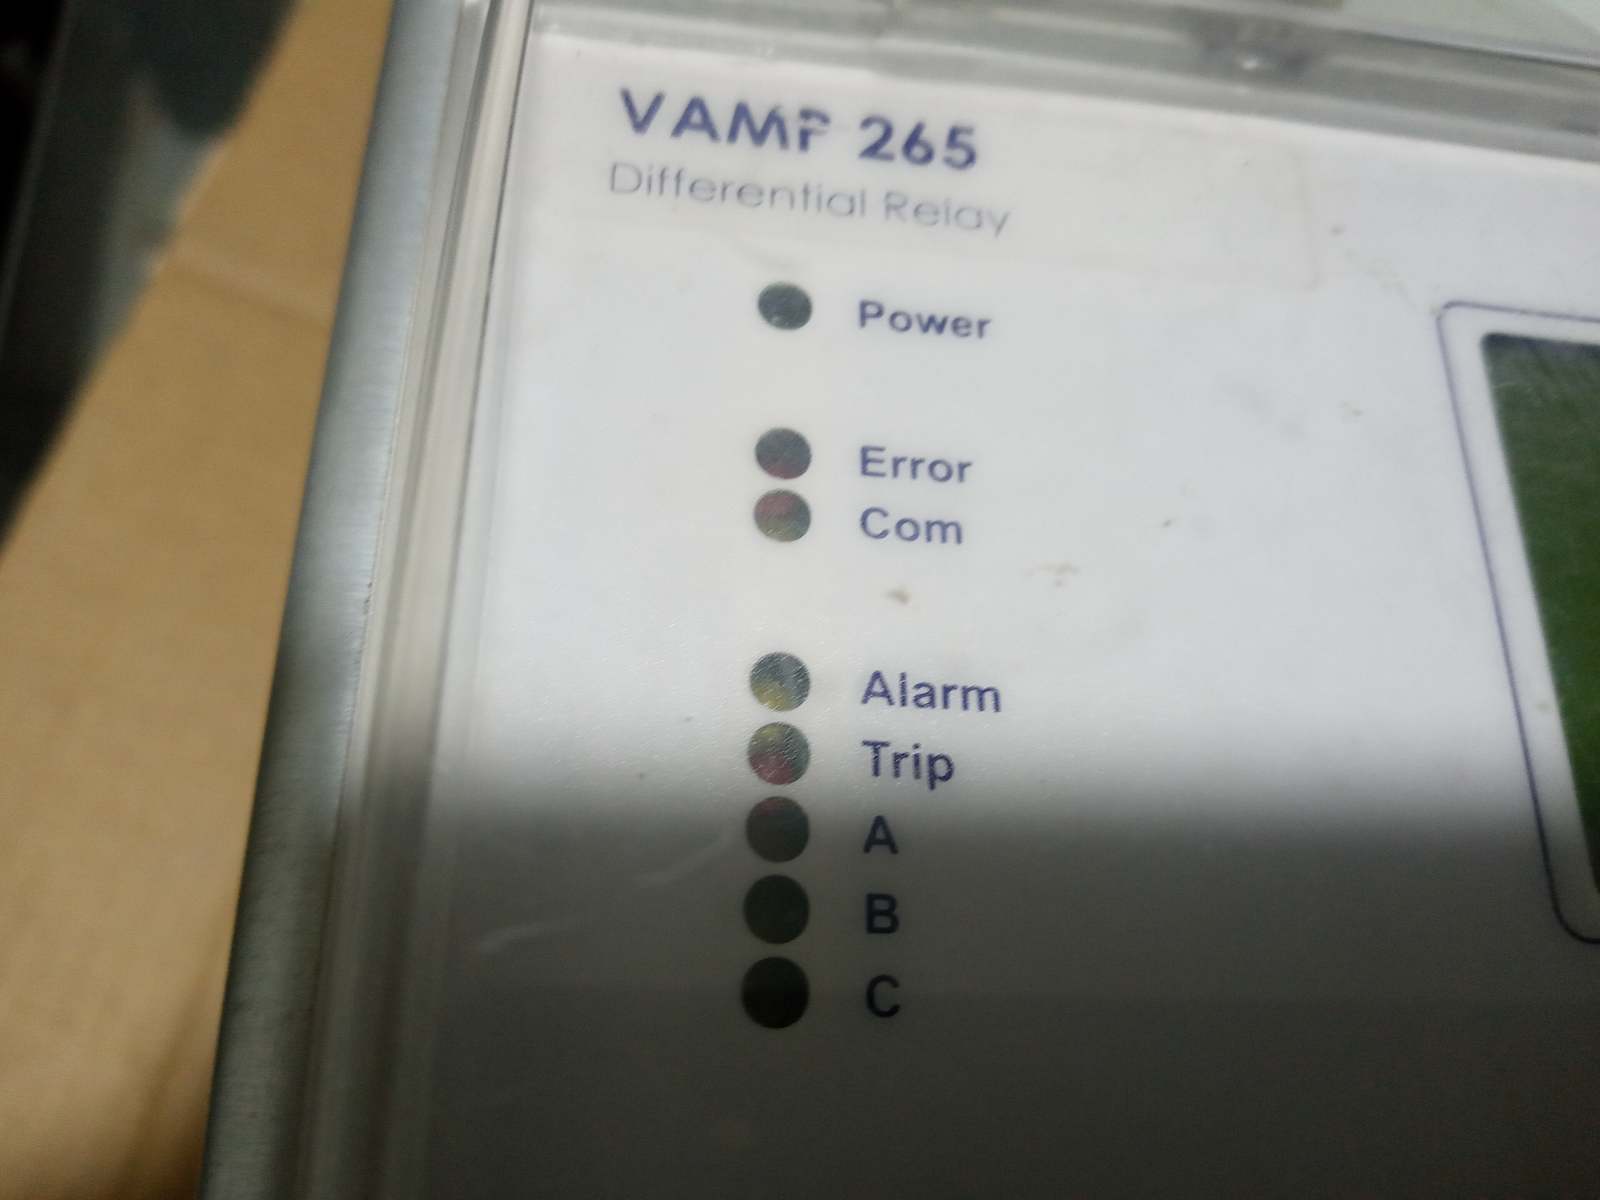 VAMP 265
Differential Relay
Power
Error
Com
Alarm
Trip
A
B
C